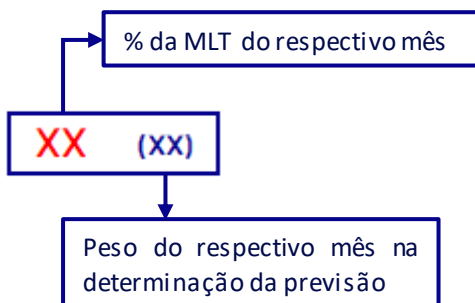 % da MLT do respectivo mês
XX (XX)
Peso do respectivo mês na
determinação da previsão